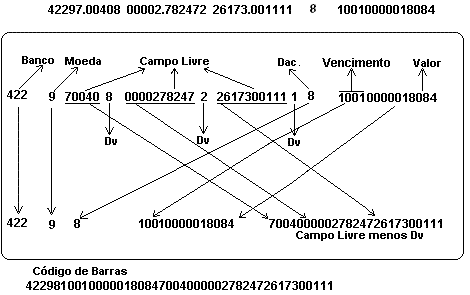 42297.00408 00002.782472 26173.001111 8 10010000018084
Banco Moeda Campo Livre Dac. Vencimento Valor
422 9 70040 8 0000278247 2 2617300111 1 8 10010000018084
Dv Dv Dv
422 9 8 10010000018084 7004000002782472617300111
Campo Livre menos Dv
Código de Barras
42298100100000180847004000002782472617300111